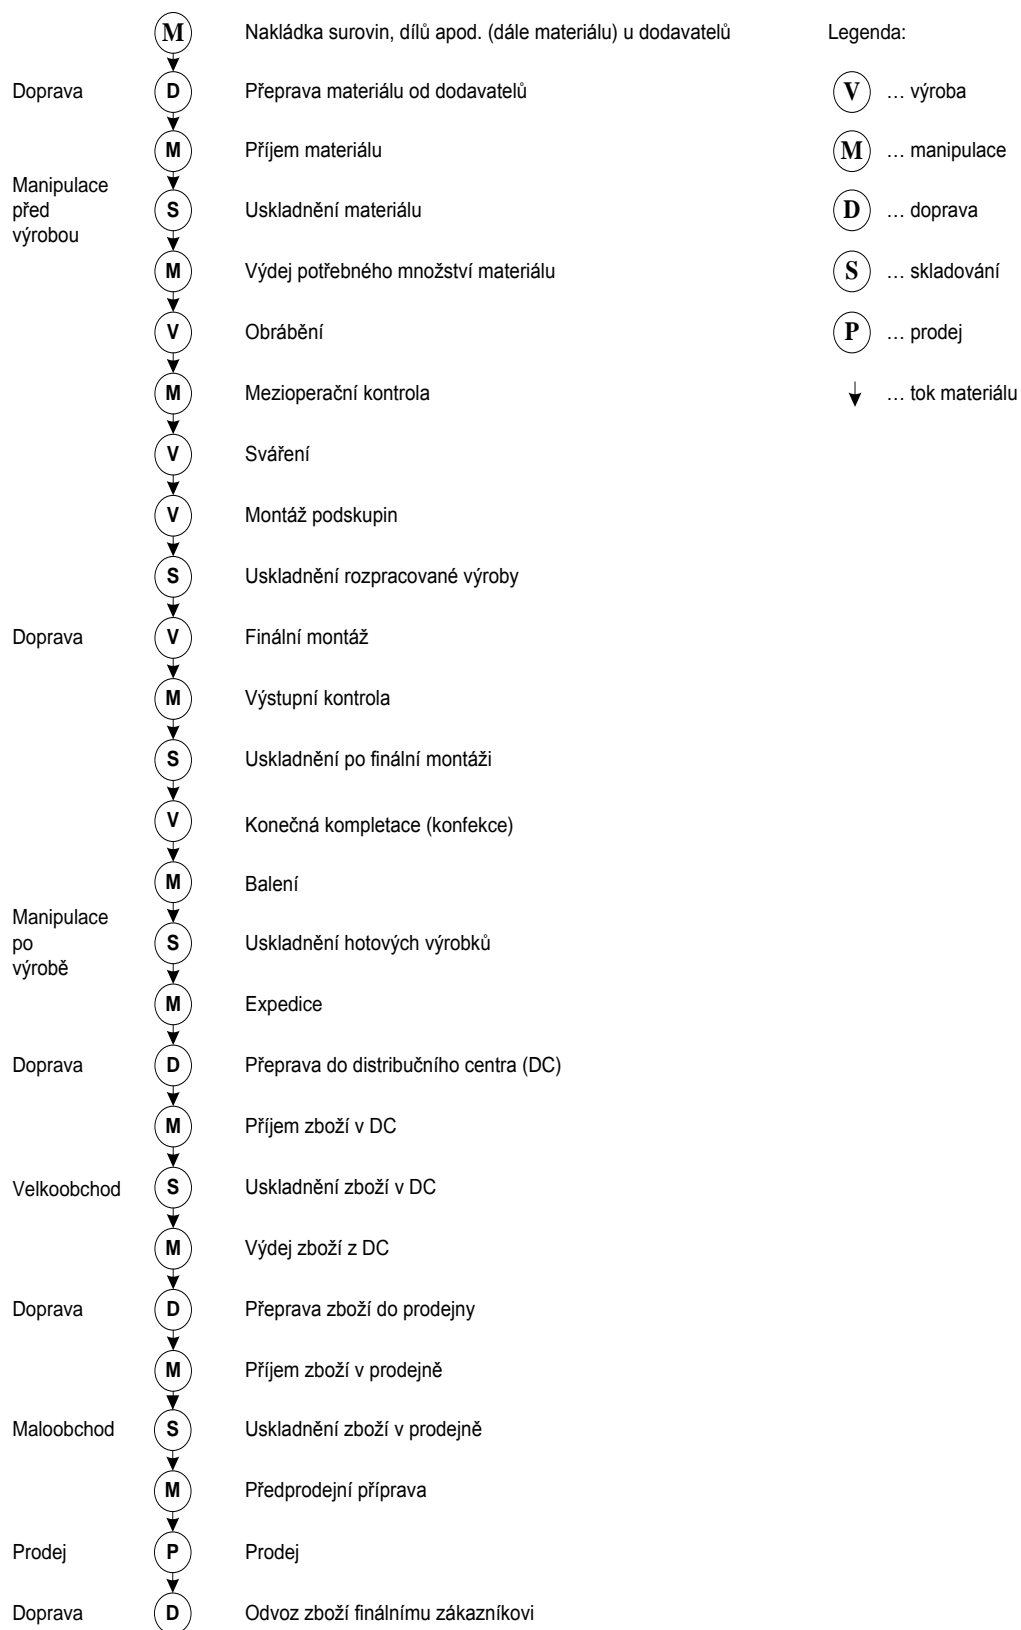 M Nakládka surovin, dílů apod. (dále materiálu) u dodavatelů Legenda:
Doprava D Přeprava materiálu od dodavatelů V … výroba
M Příjem materiálu M … manipulace
Manipulace
před S Uskladnění materiálu D … doprava
výrobou
M Výdej potřebného množství materiálu S … skladování
V Obrábění P … prodej
M Mezioperační kontrola … tok materiálu
V Sváření
V Montáž podskupin
S Uskladnění rozpracované výroby
Doprava V Finální montáž
M Výstupní kontrola
S Uskladnění po finální montáži
V Konečná kompletace (konfekce)
M Balení
Manipulace
po S Uskladnění hotových výrobků
výrobě
M Expedice
Doprava D Přeprava do distribučního centra (DC)
M Příjem zboží v DC
Velkoobchod S Uskladnění zboží v DC
M Výdej zboží z DC
Doprava D Přeprava zboží do prodejny
M Příjem zboží v prodejně
Maloobchod S Uskladnění zboží v prodejně
M Předprodejní příprava
Prodej P Prodej
Doprava D Odvoz zboží finálnímu zákazníkovi